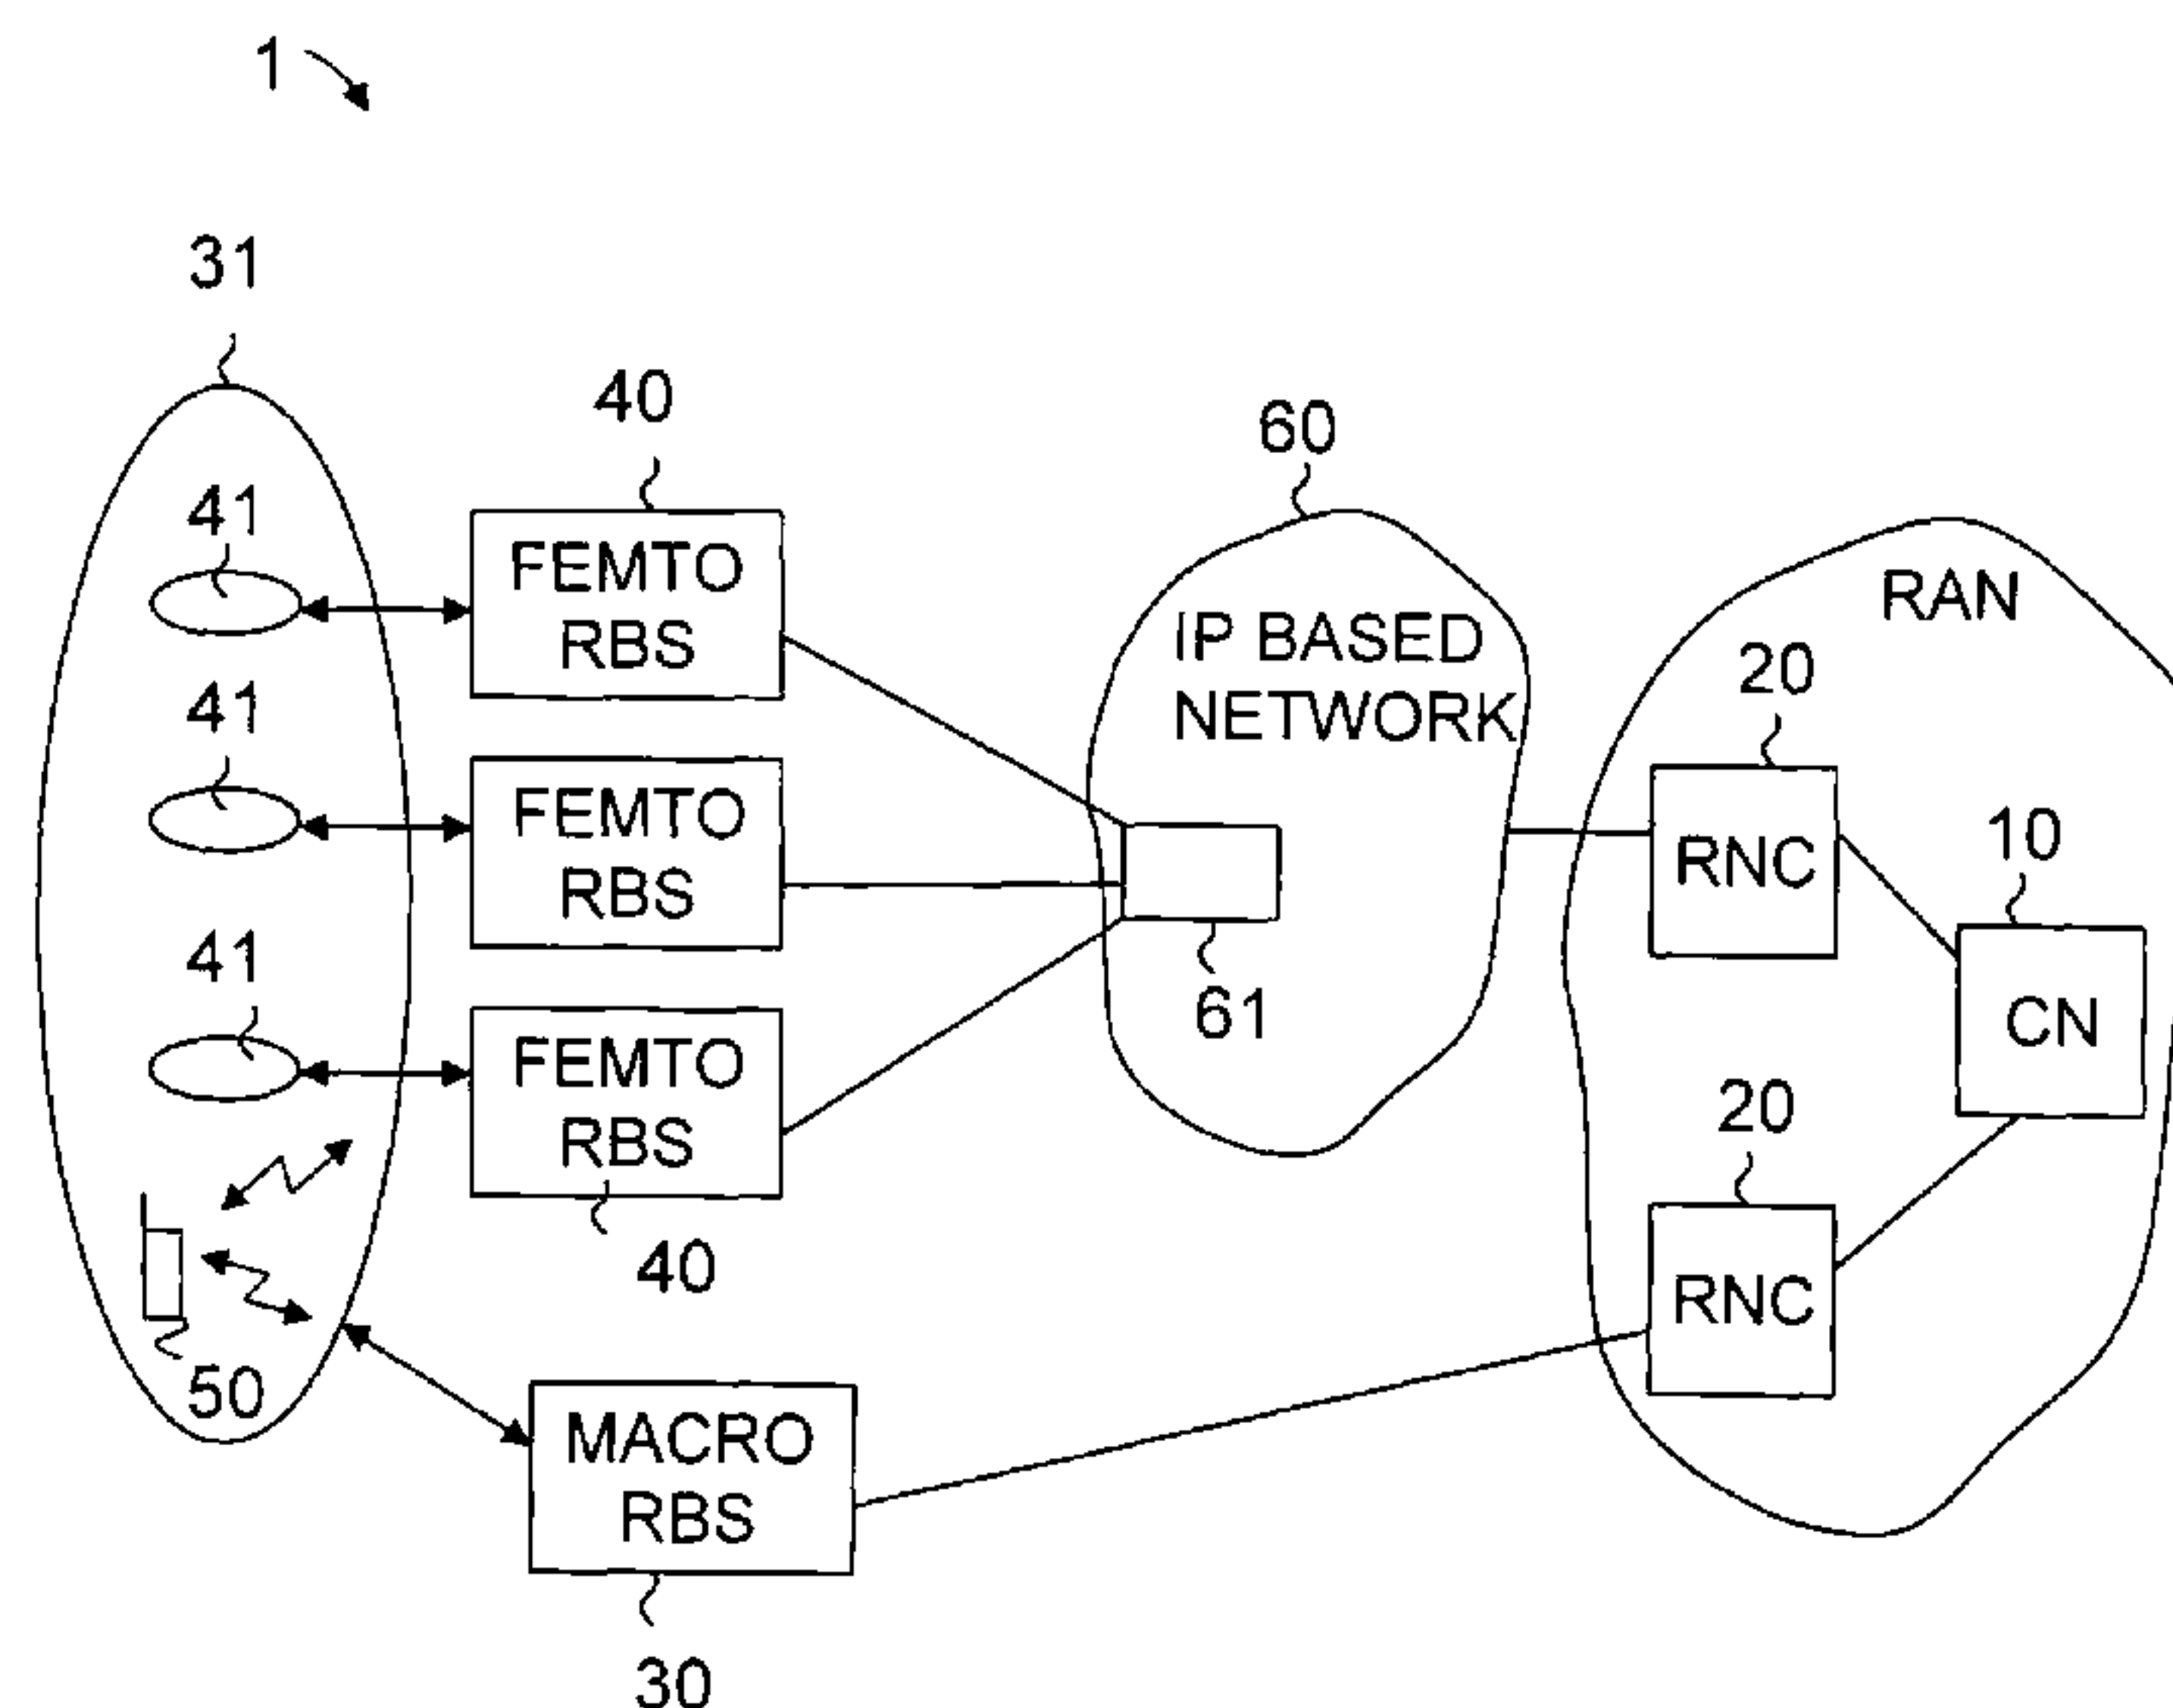 1
31
40
60
41
FEMTO
RBS
IP BASED
NETWORK
RAN
20
41
FEMTO
RBS
RNC
10
41
61
CN
FEMTO
RBS
20
40
RNC
50
MACRO
RBS
30